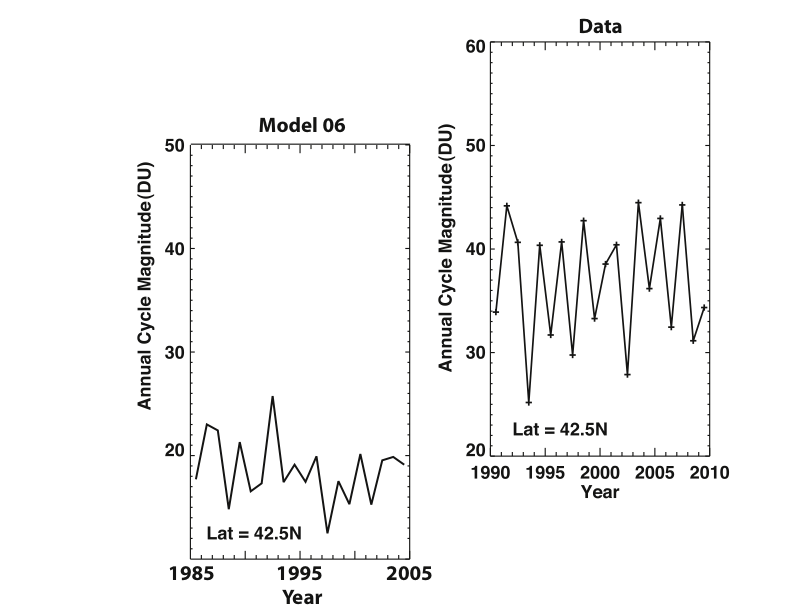 Model 06
50
40
30
20
Annual Cycle Magnitude(DU)
Lat = 42.5N
1985 1995 2005
Year
Data
60
50
40
30
20
Annual Cycle Magnitude(DU)
Lat = 42.5N
1990 1995 2000 2005 2010
Year